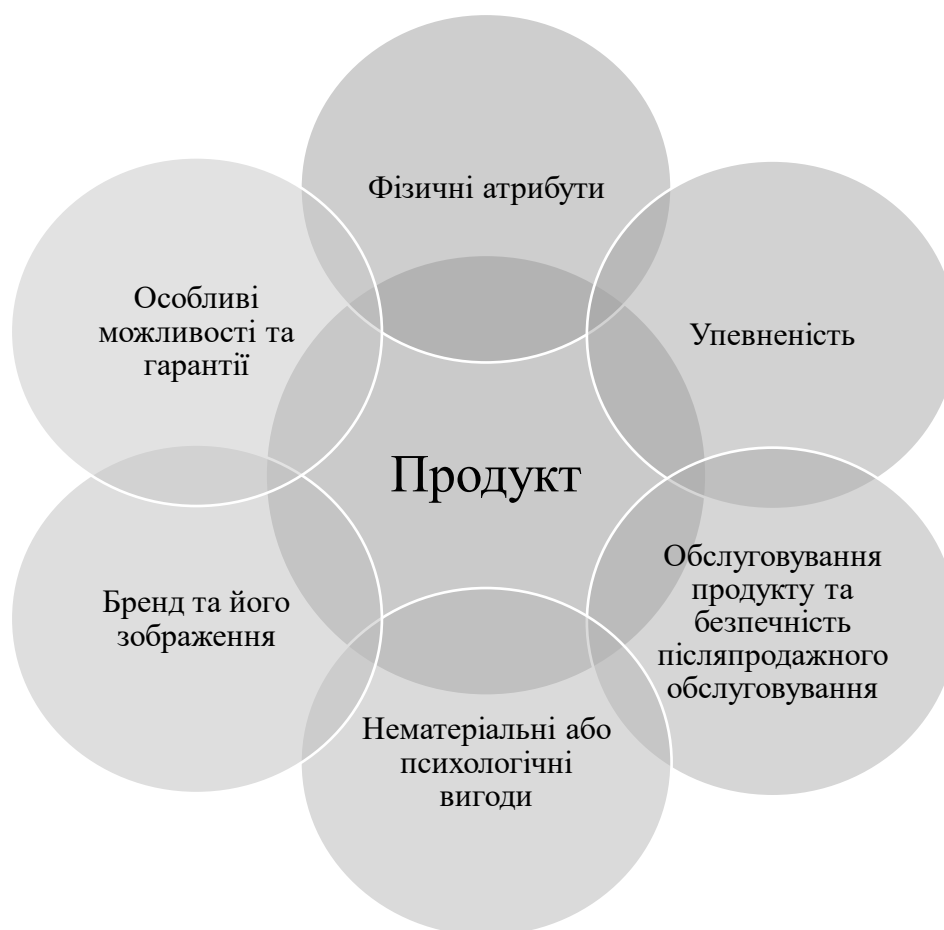 Фізичні атрибути
Упевненість
Обслуговування
продукту та
безпечність
післяпродажного
обслуговування
Нематеріальні або
психологічні
вигоди
Бренд та його
зображення
Особливі
можливості та
гарантії
Продукт